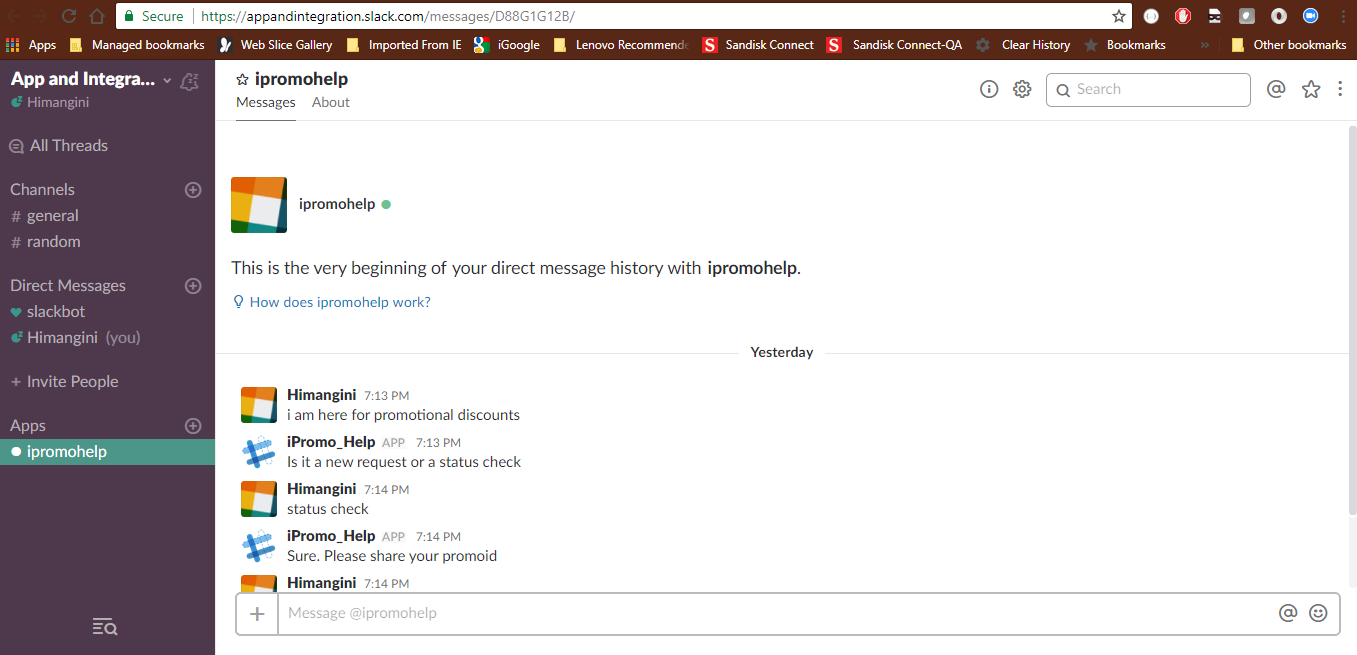 Secure https://appandintegration.slack.com/messages/D88G1G12B/
Apps Managed bookmarks Web Slice Gallery Imported From IE iGoogle Lenovo Recommende Sandisk Connect Sandisk Connect-QA Clear History Bookmarks » Other bookmarks
App and Integra...
Himangini
All Threads
Channels
# general
# random
Direct Messages
slackbot
Himangini (you)
+ Invite People
Apps
ipromohelp
ipromohelp
Messages About
Search
ipromohelp
This is the very beginning of your direct message history with ipromohelp.
How does ipromohelp work?
Yesterday
Himangini 7:13 PM
i am here for promotional discounts
iPromo_Help APP 7:13 PM
Is it a new request or a status check
Himangini 7:14 PM
status check
iPromo_Help APP 7:14 PM
Sure. Please share your promoid
Himangini 7:14 PM
+ Message @ipromohelp